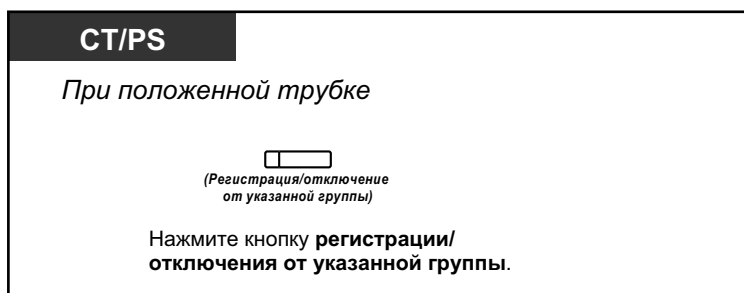 CT/PS
При положенной трубке
(Регистрация/отключение
от указанной группы)
Нажмите кнопку регистрации/
отключения от указанной группы.